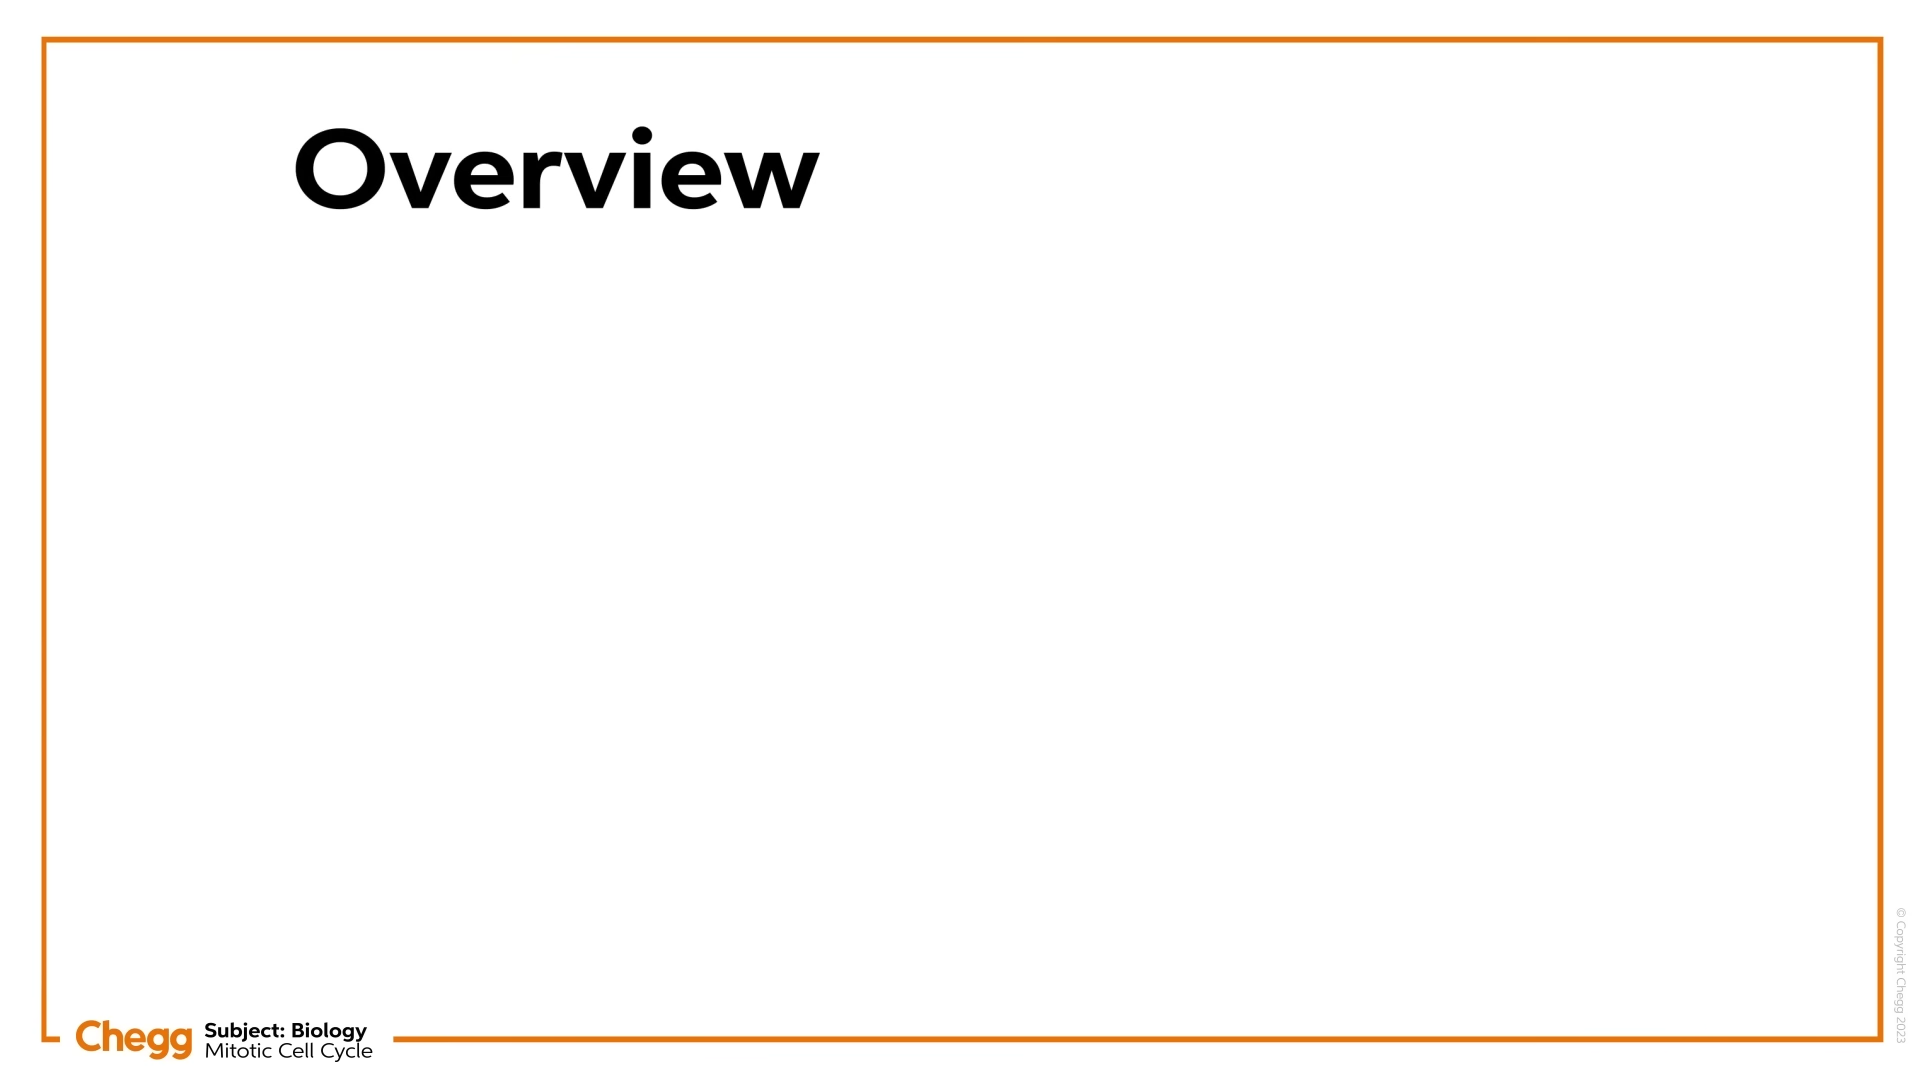 Overview
Chegg
Subject: Biology
Mitotic Cell Cycle
© Copyright Chegg 2023